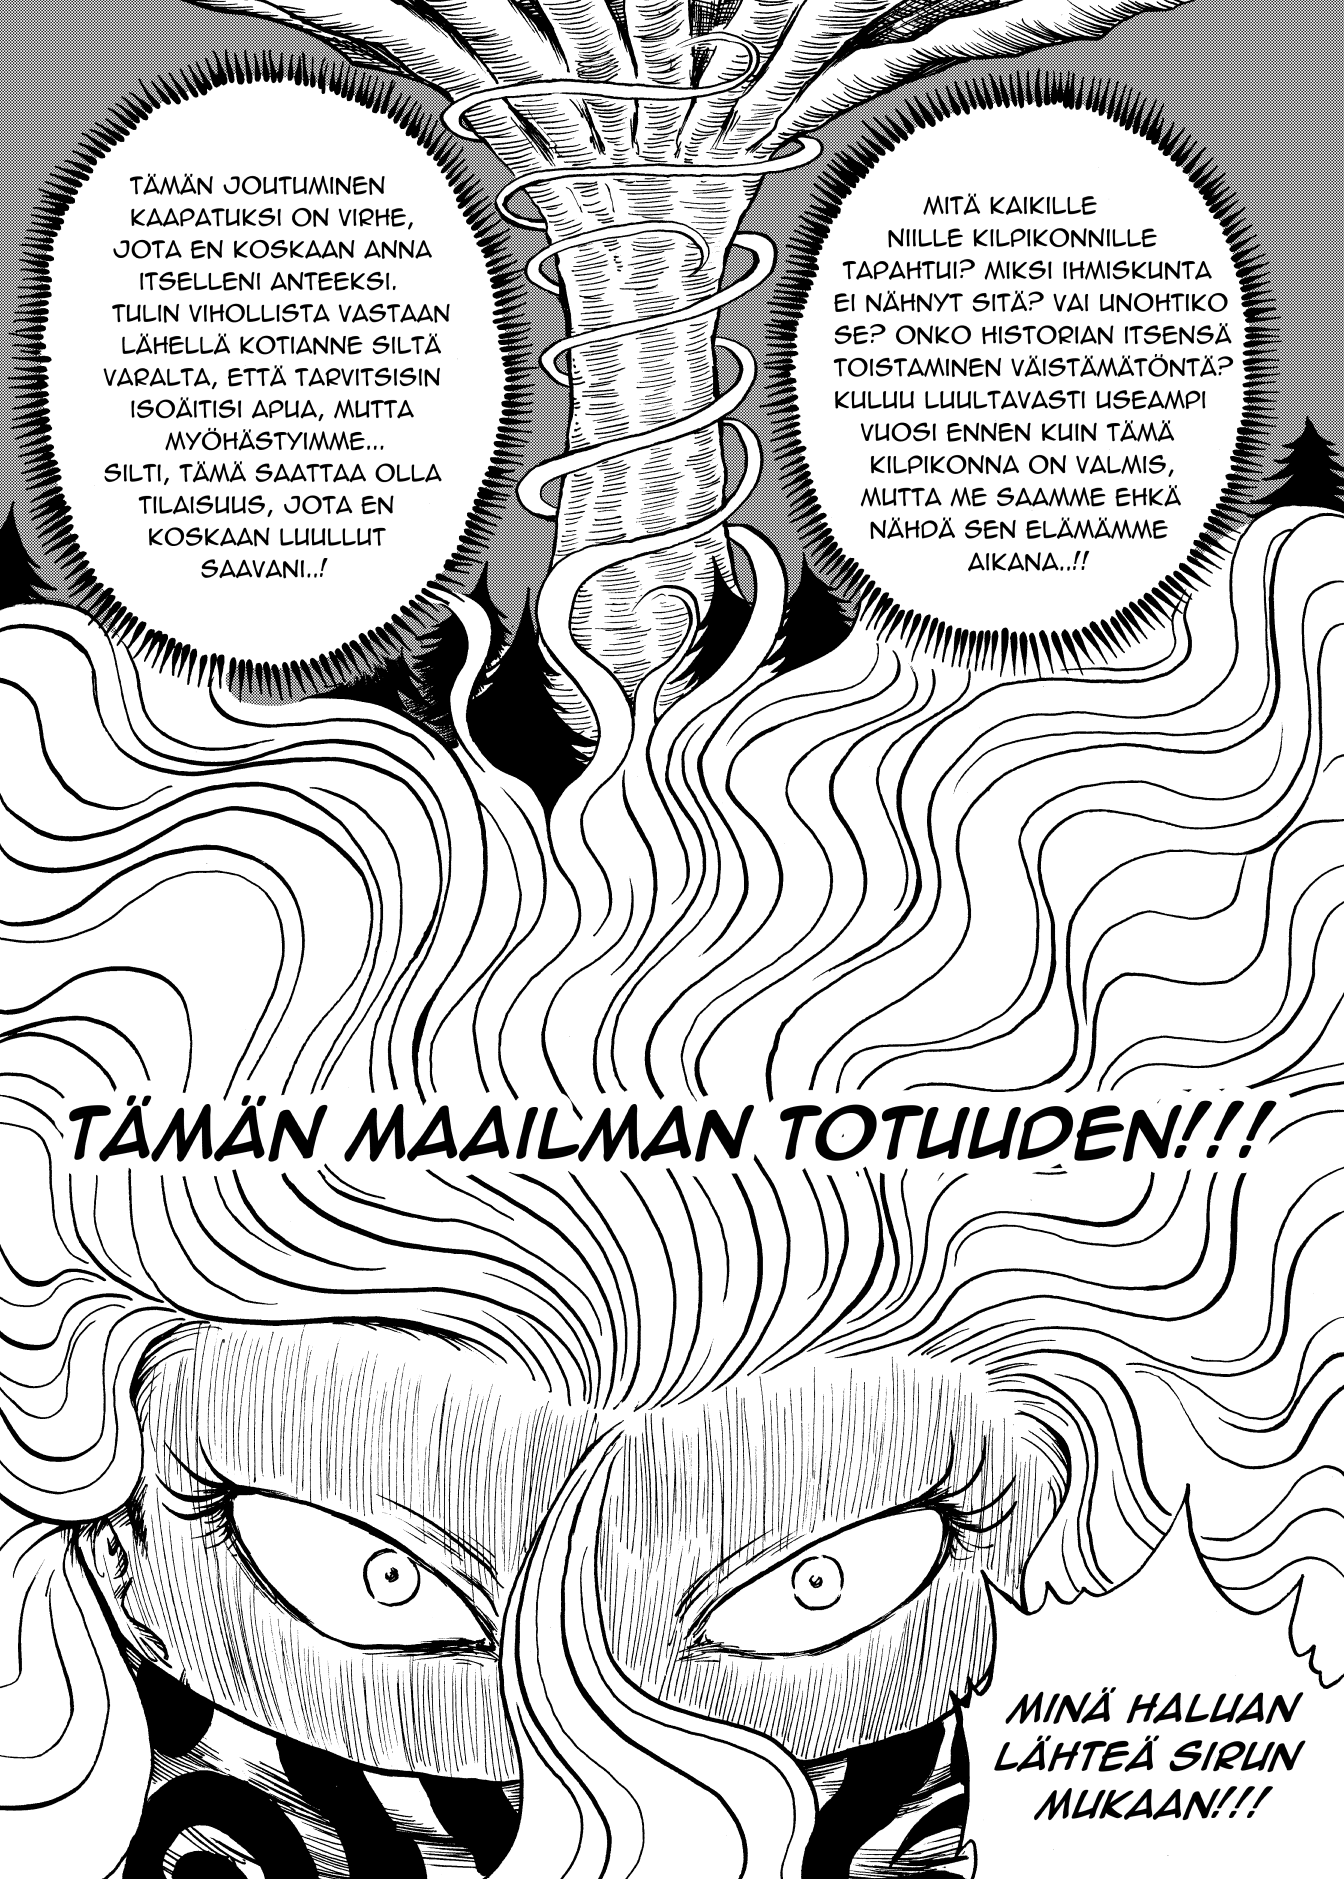 TÄMÄN JOUTUMINEN
KAAPATUKSI ON VIRHE,
JOTA EN KOSKAAN ANNA
ITSELLENI ANTEEKSI.
TULIN VIHOLLISTA VASTAAN
LÄHELLÄ KOTIANNE SILTÄ
VARALTA, ETTÄ TARVITSISIN
ISOÄITISI APUA, MUTTA
MYÖHÄSTYIMME...
SILTI, TÄMÄ SAATTAA OLLA
TILAISUUS, JOTA EN
KOSKAAN LUULLUT
SAAVANI..!
MITÄ KAIKILLE
NIILLE KILPIKONNILLE
TAPAHTUI? MIKSI IHMISKUNTA
EI NÄHNYT SITÄ? VAI UNOHTIKO
SE? ONKO HISTORIAN ITSENSÄ
TOISTAMINEN VÄISTÄMÄTÖNTÄ?
KULUU LUULTAVASTI USEAMPI
VUOSI ENNEN KUIN TÄMÄ
KILPIKONNA ON VALMIS,
MUTTA ME SAAMME EHKÄ
NÄHDÄ SEN ELÄMÄMME
AIKANA..!!
TÄMÄN MAAILMAN TOTUUDEN!!!
MINÄ HALUAN
LÄHTEÄ SIRUN
MUKAAN!!!